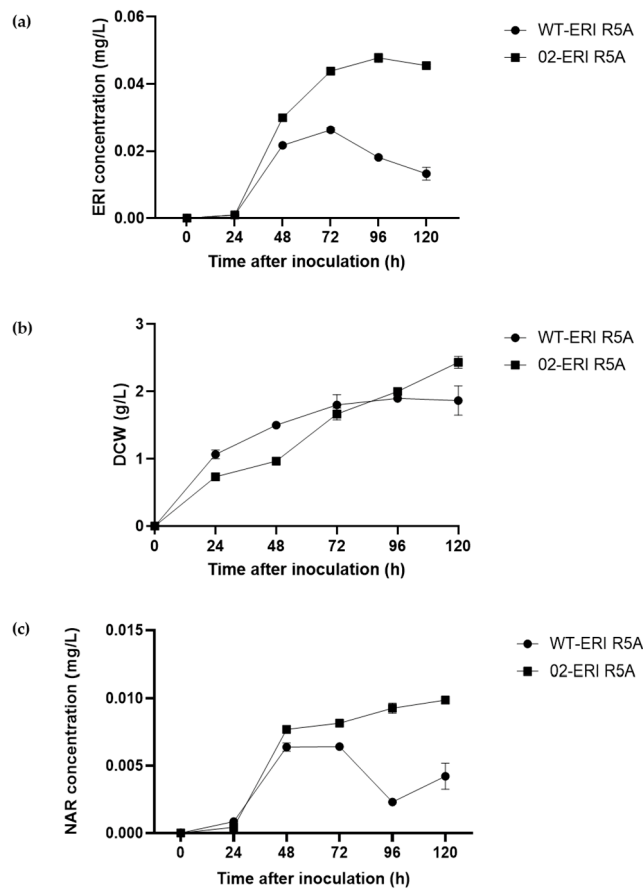 (a)
ERI concentration (mg/L)
0.06
0.04
0.02
0.00
0 24 48 72 96 120
Time after inoculation (h)
WT-ERI R5A
02-ERI R5A
(b)
DCW (g/L)
3
2
1
0
0 24 48 72 96 120
Time after inoculation (h)
WT-ERI R5A
02-ERI R5A
(c)
NAR concentration (mg/L)
0.015
0.010
0.005
0.000
0 24 48 72 96 120
Time after inoculation (h)
WT-ERI R5A
02-ERI R5A